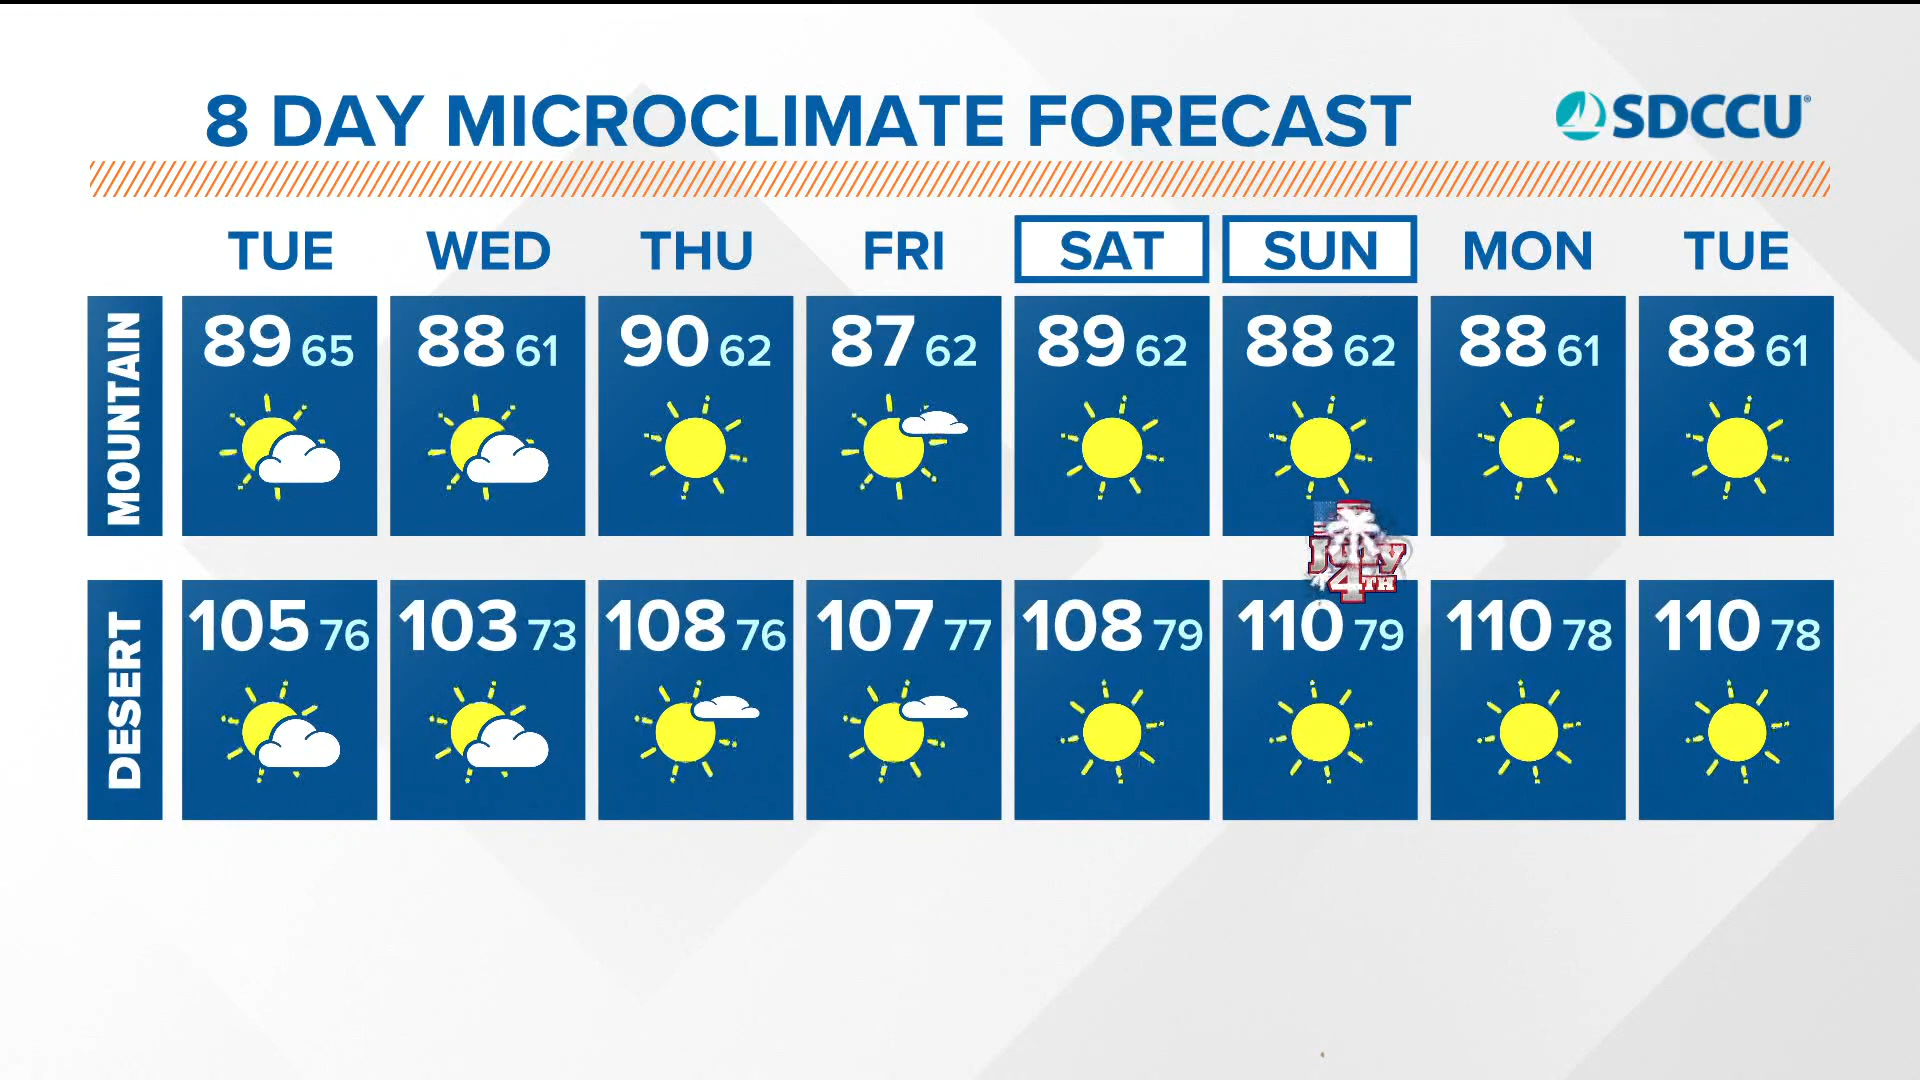 8 DAY MICROCLIMATE FORECAST
SDCCU®
TUE WED THU FRI SAT SUN MON TUE
MOUNTAIN
89 65 88 61 90 62 87 62 89 62 88 62 88 61 88 61
July
4TH
DESERT
105 76 103 73 108 76 107 77 108 79 110 79 110 78 110 78